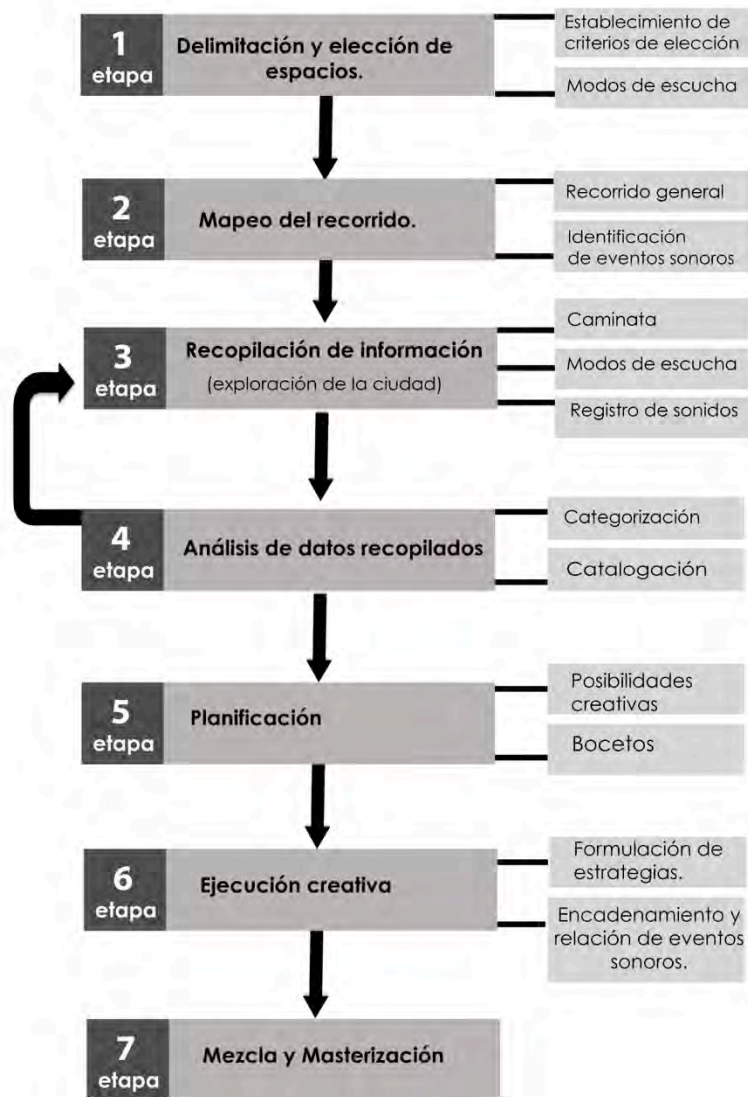 1
etapa
Delimitación y elección de
espacios.
Establecimiento de
criterios de elección
Modos de escucha
2
etapa
Mapeo del recorrido.
Recorrido general
Identificación
de eventos sonoros
3
etapa
Recopilación de información
(exploración de la ciudad)
Caminata
Modos de escucha
Registro de sonidos
4
etapa
Análisis de datos recopilados
Categorización
Catalogación
5
etapa
Planificación
Posibilidades
creativas
Bocetos
6
etapa
Ejecución creativa
Formulación de
estrategias.
Encadenamiento y
relación de eventos
sonoros.
7
etapa
Mezcla y Masterización